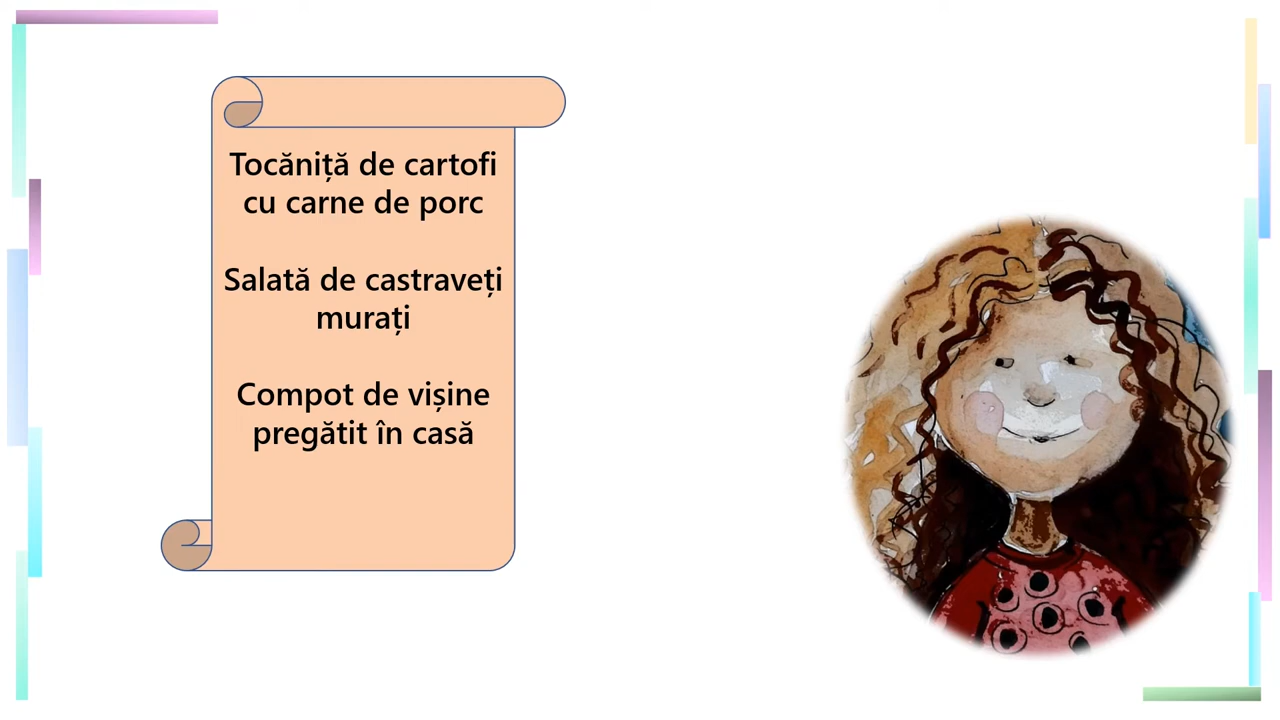 Tocăniță de cartofi
cu carne de porc
Salată de castraveți
murați
Compot de vișine
pregătit în casă